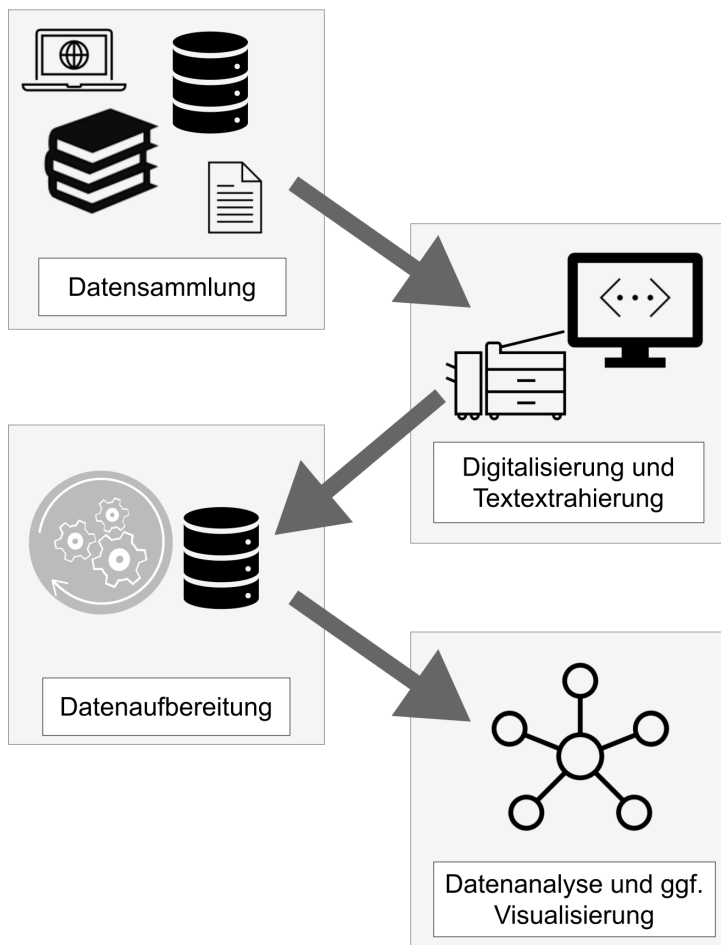 Datensammlung
Digitalisierung und
Textextrahierung
Datenaufbereitung
Datenanalyse und ggf.
Visualisierung